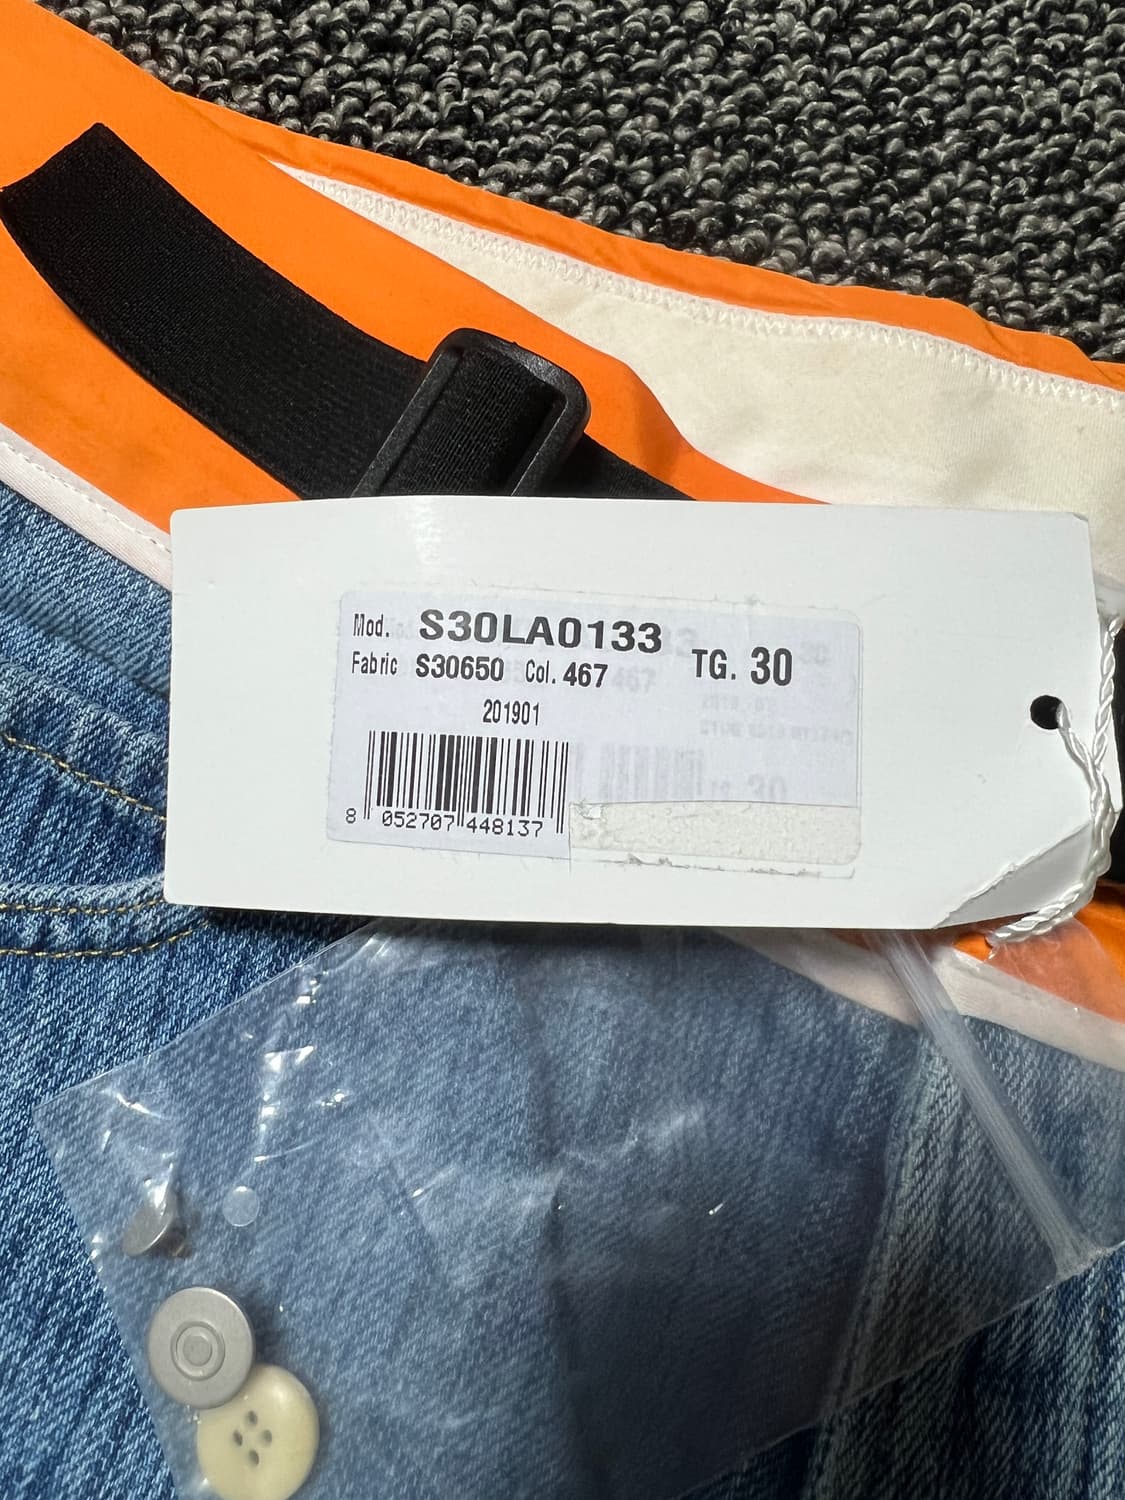 Mod. S30LA0133
Fabric S30650 Col. 467 TG. 30
201901
8 052707 448137